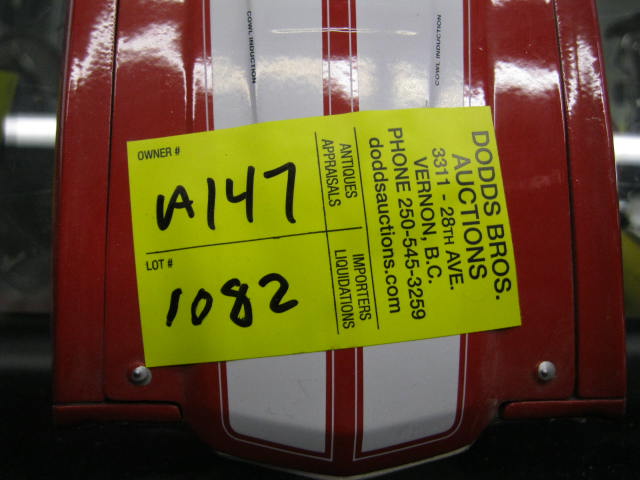 COWL INDUCTION
COWL INDUCTION
OWNER #
A147
LOT #
1082
ANTIQUES
APPRAISALS
IMPORTERS
LIQUIDATIONS
DODDS BROS.
AUCTIONS
3311 - 28TH AVE.
VERNON, B.C.
PHONE 250-545-3259
doddsauctions.com